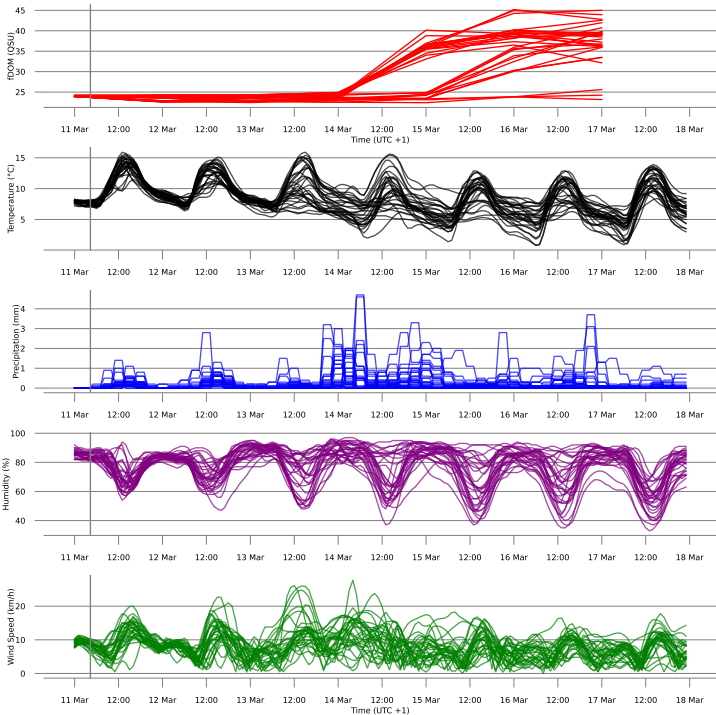 45
40
35
30
25
fDOM (QSU)
11 Mar 12:00 12 Mar 12:00 13 Mar 12:00 14 Mar 12:00 15 Mar 12:00 16 Mar 12:00 17 Mar 12:00 18 Mar
Time (UTC +1)
15
10
5
Temperature (°C)
11 Mar 12:00 12 Mar 12:00 13 Mar 12:00 14 Mar 12:00 15 Mar 12:00 16 Mar 12:00 17 Mar 12:00 18 Mar
4
3
2
1
0
Precipitation (mm)
11 Mar 12:00 12 Mar 12:00 13 Mar 12:00 14 Mar 12:00 15 Mar 12:00 16 Mar 12:00 17 Mar 12:00 18 Mar
100
80
60
40
Humidity (%)
11 Mar 12:00 12 Mar 12:00 13 Mar 12:00 14 Mar 12:00 15 Mar 12:00 16 Mar 12:00 17 Mar 12:00 18 Mar
20
10
0
Wind Speed (km/h)
11 Mar 12:00 12 Mar 12:00 13 Mar 12:00 14 Mar 12:00 15 Mar 12:00 16 Mar 12:00 17 Mar 12:00 18 Mar
Time (UTC +1)